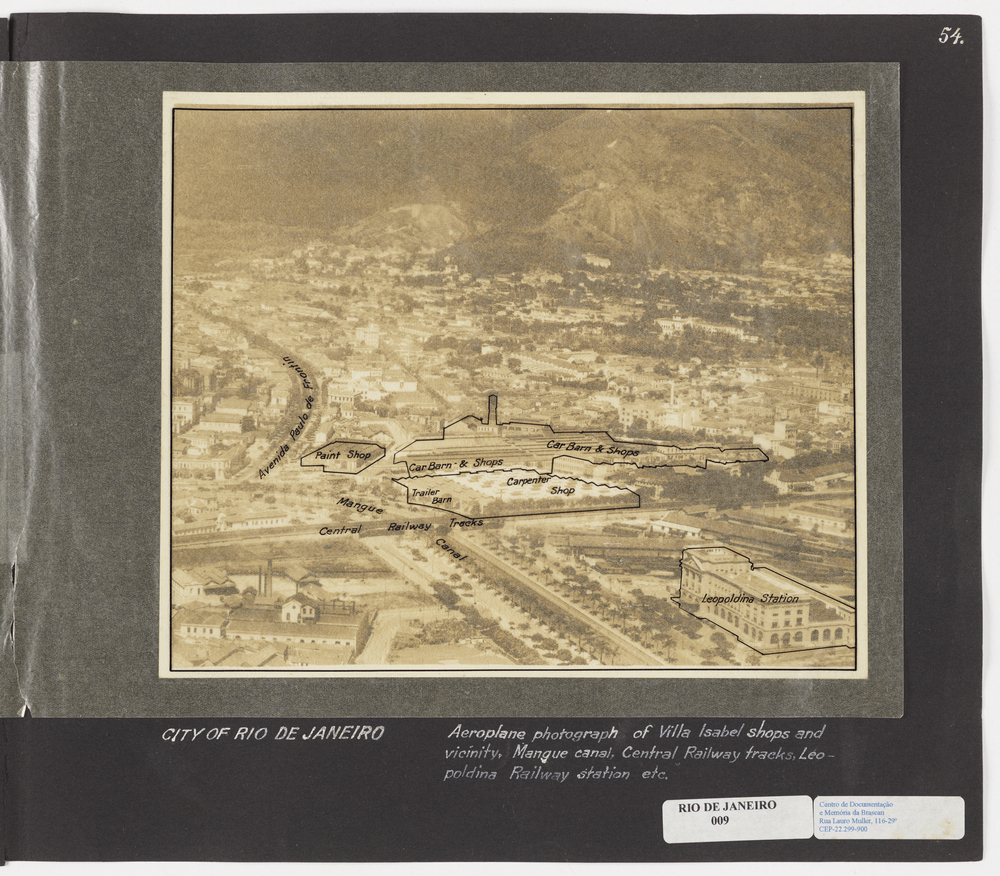 54.
Avenida Paulo de Frontin
Paint Shop
Car Barn & Shops
Car Barn & Shops
Trailer
Barn
Carpenter
Shop
Mangue
Central Railway Tracks
Canal
Leopoldina Station
CITY OF RIO DE JANEIRO
Aeroplane photograph of Villa Isabel shops and
vicinity, Mangue canal, Central Railway tracks, Leo-
poldina Railway station etc.
RIO DE JANEIRO
009
Centro de Documentação
e Memória da Brascan
Rua Lauro Muller, 116-29º
CEP-22.299-900